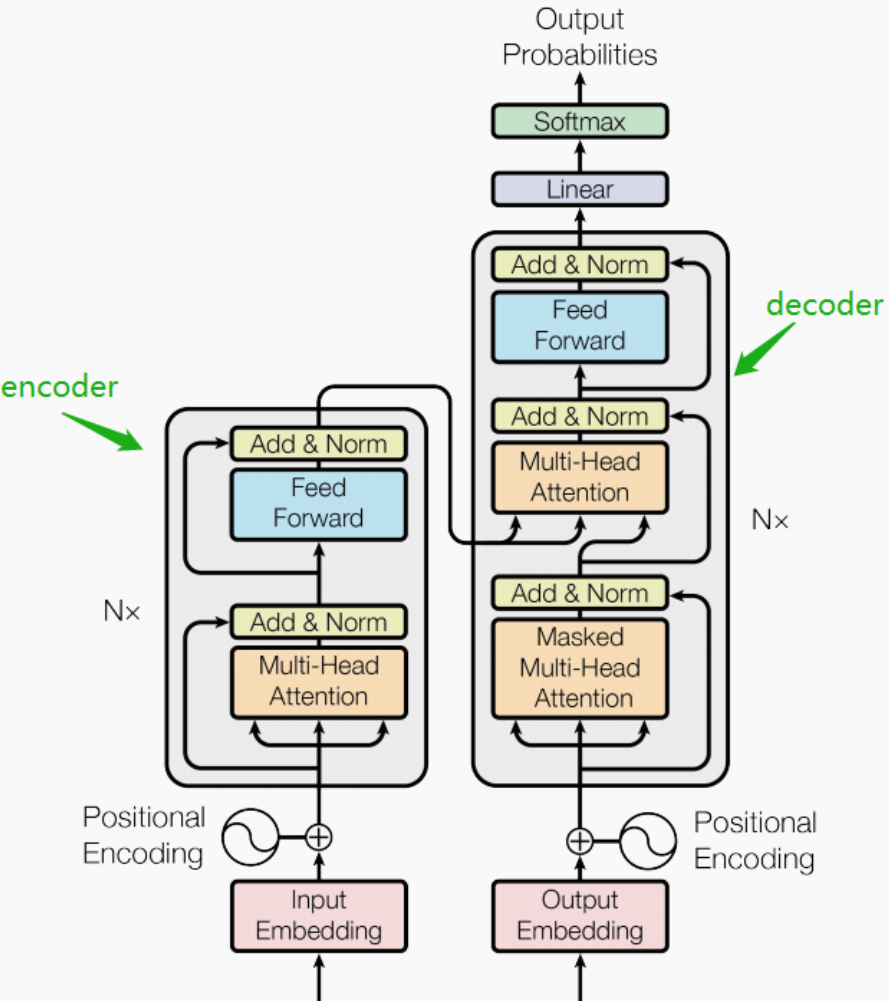 Output
Probabilities
Softmax
Linear
Add & Norm
Feed
Forward
decoder
Add & Norm
Multi-Head
Attention
N×
Add & Norm
Masked
Multi-Head
Attention
encoder
Add & Norm
Feed
Forward
N×
Add & Norm
Multi-Head
Attention
Positional
Encoding
Positional
Encoding
Input
Embedding
Output
Embedding